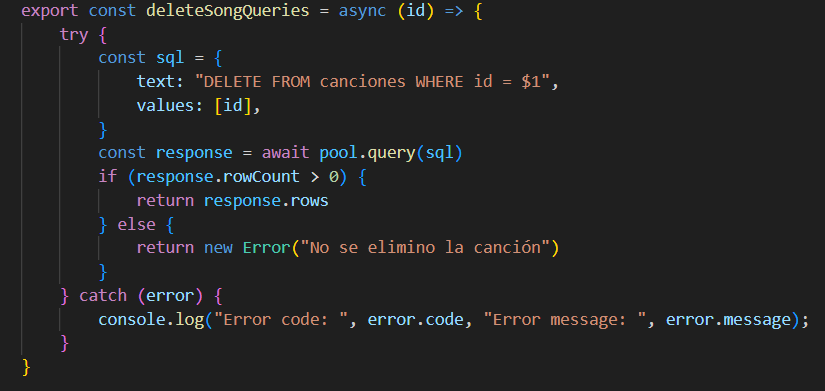 export const deleteSongQueries = async (id) => {
    try {
        const sql = {
            text: "DELETE FROM canciones WHERE id = $1",
            values: [id],
        }
        const response = await pool.query(sql)
        if (response.rowCount > 0) {
            return response.rows
        } else {
            return new Error("No se elimino la canción")
        }
    } catch (error) {
        console.log("Error code: ", error.code, "Error message: ", error.message);
    }
}